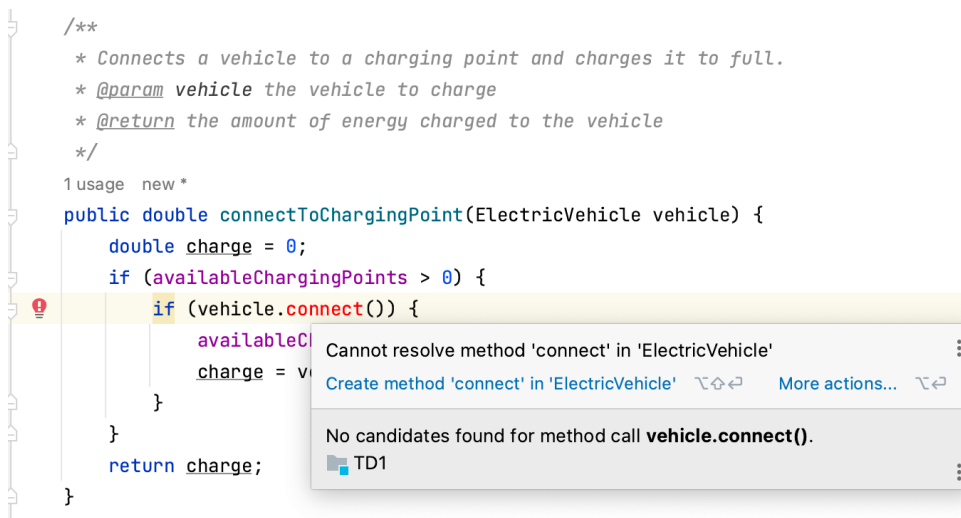 /**
* Connects a vehicle to a charging point and charges it to full.
* @param vehicle the vehicle to charge
* @return the amount of energy charged to the vehicle
*/
1 usage new *
public double connectToChargingPoint(ElectricVehicle vehicle) {
double charge = 0;
if (availableChargingPoints > 0) {
if (vehicle.connect()) {
availableCh
charge = v
}
}
return charge;
}
Cannot resolve method 'connect' in 'ElectricVehicle'
Create method 'connect' in 'ElectricVehicle' ⌥⇧⏎ More actions... ⌥⏎
No candidates found for method call vehicle.connect().
TD1